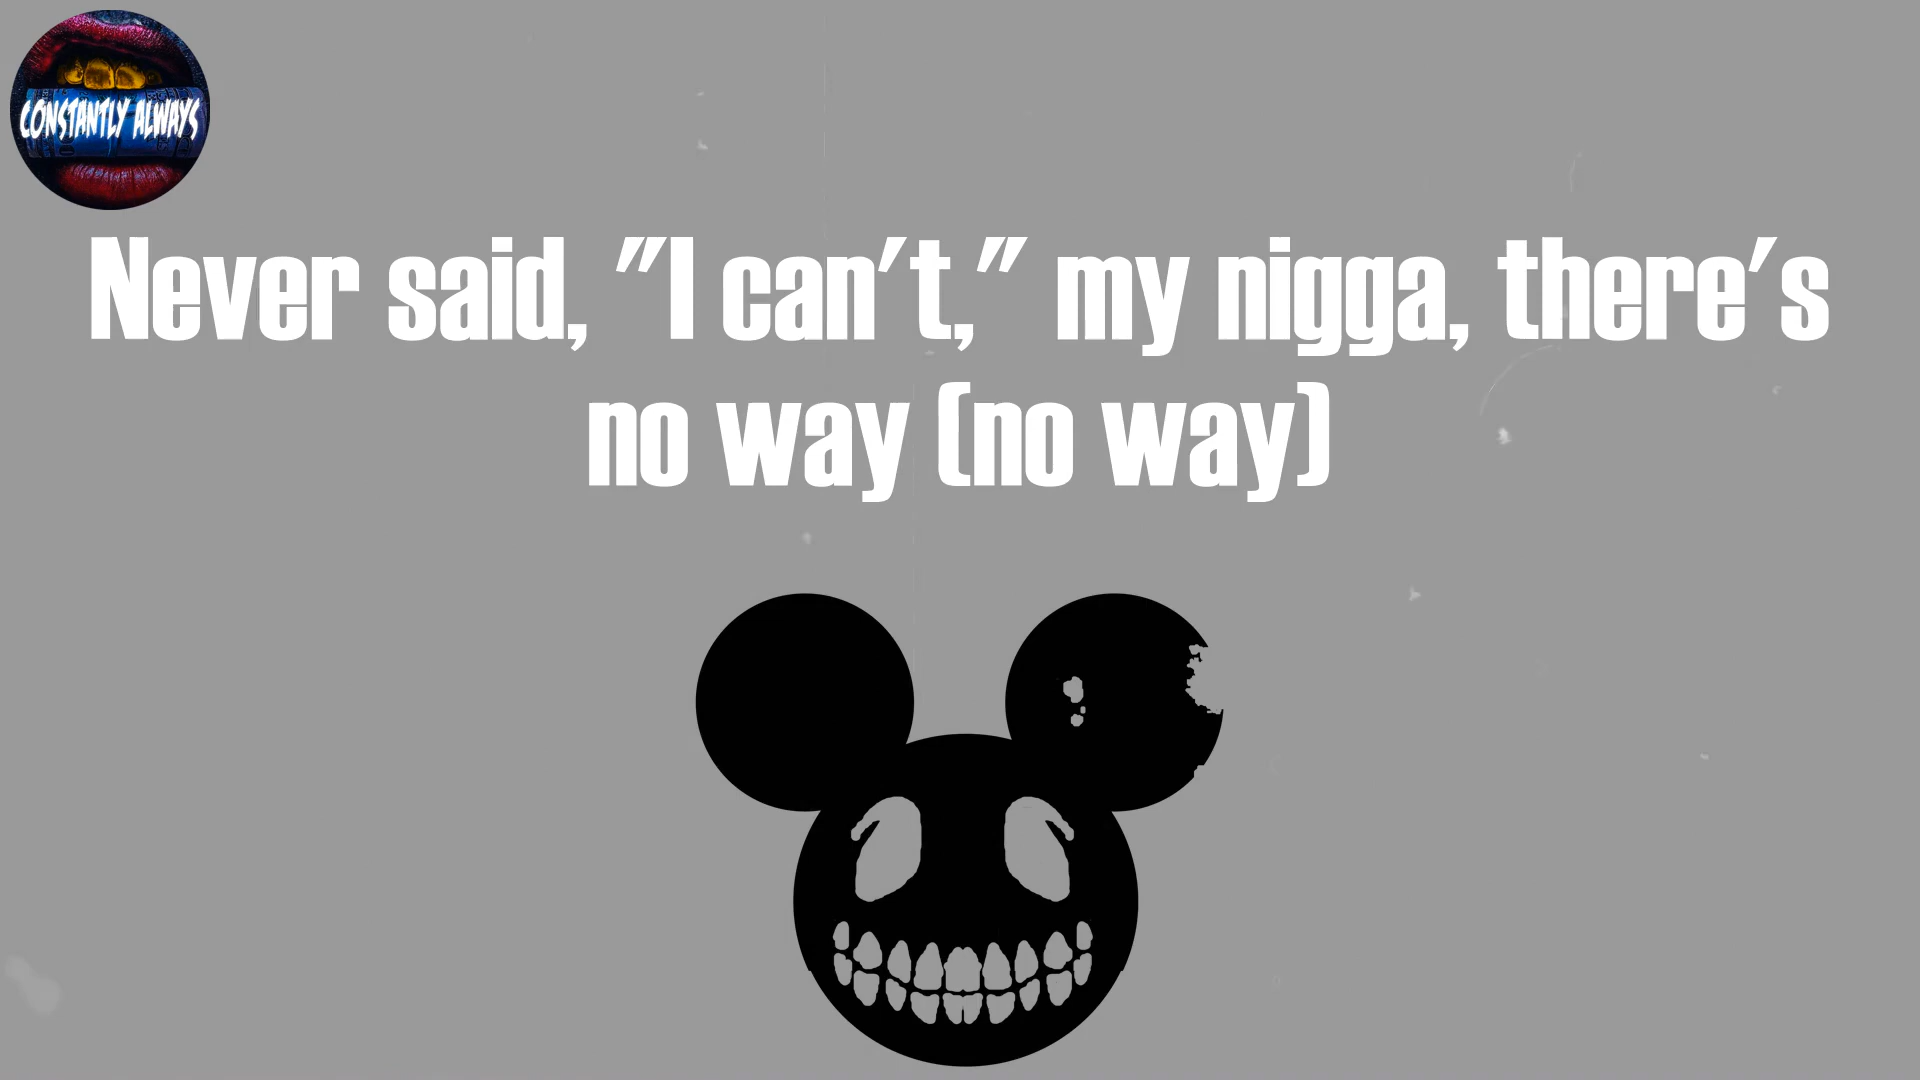 CONSTANTLY ALWAYS
Never said, "I can't," my nigga, there's
no way (no way)